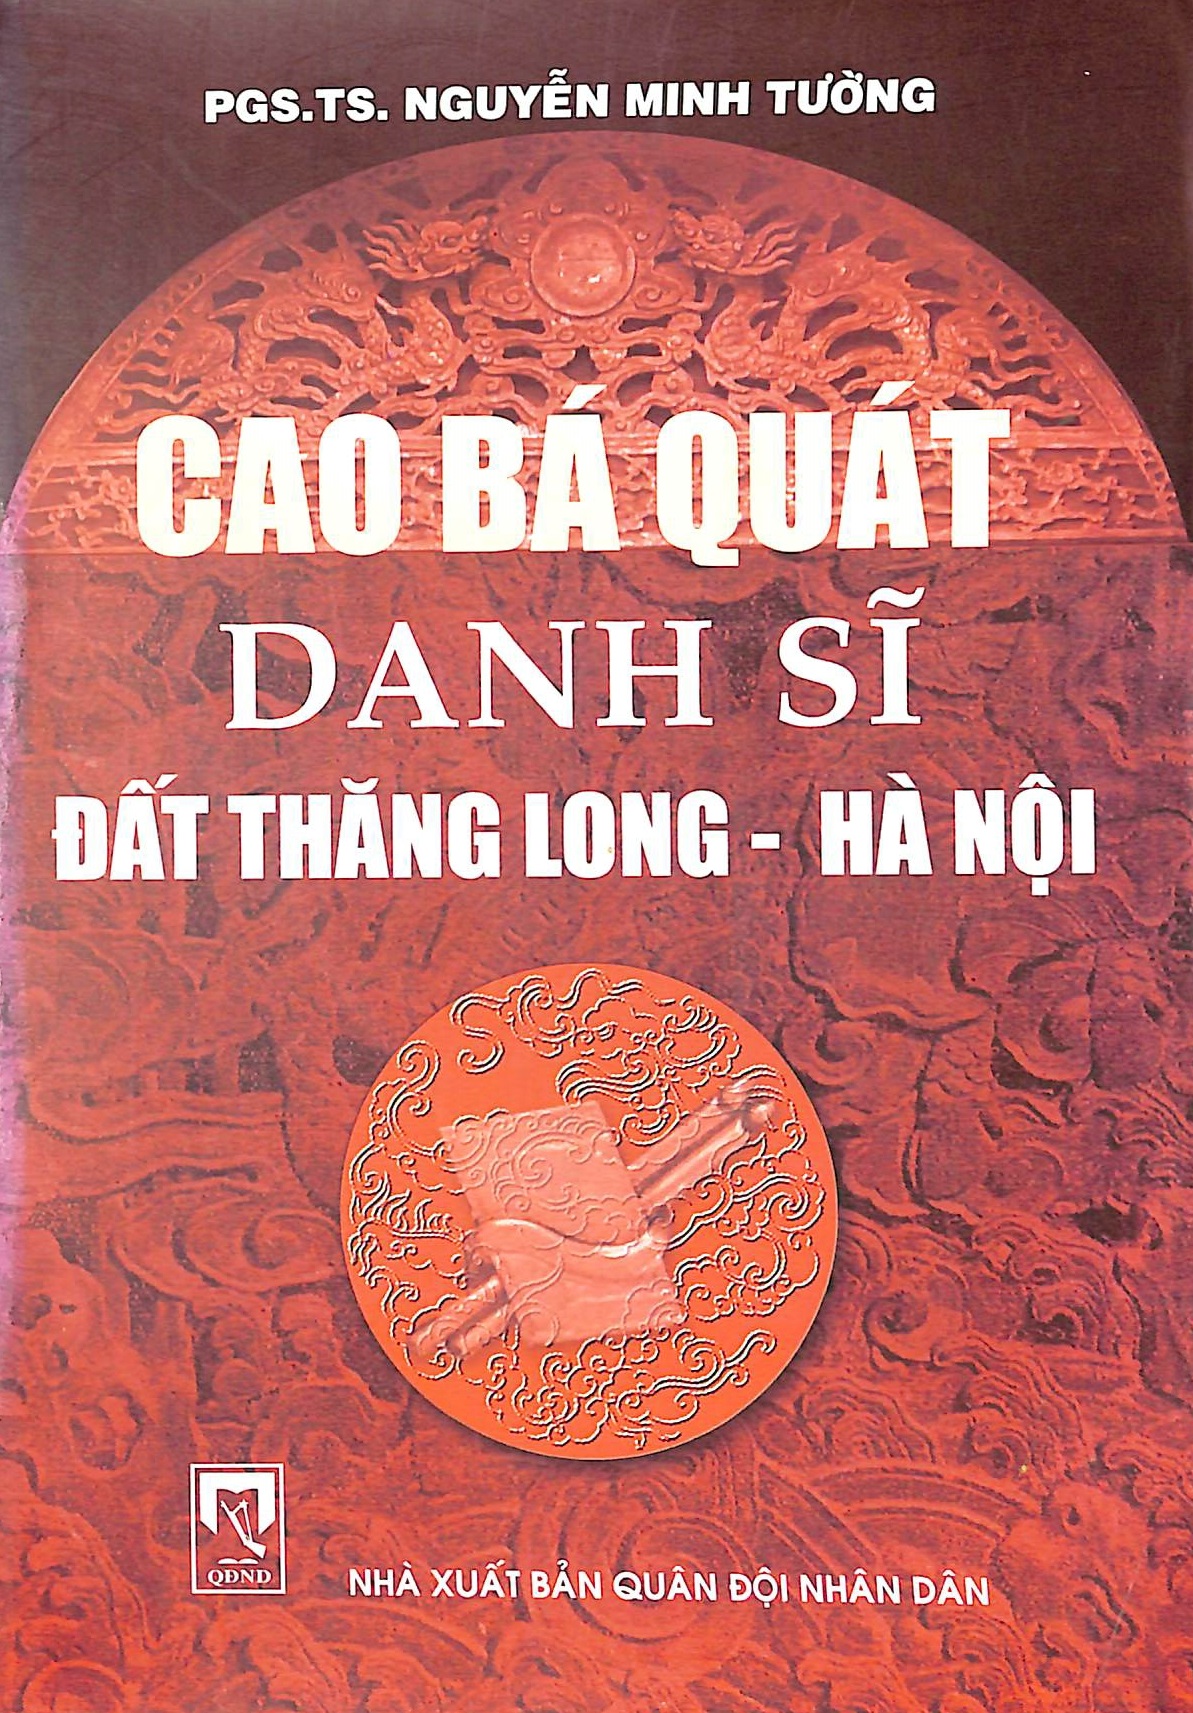 PGS.TS. NGUYỄN MINH TƯỜNG
CAO BÁ QUÁT
DANH SĨ
ĐẤT THĂNG LONG - HÀ NỘI
QĐND
NHÀ XUẤT BẢN QUÂN ĐỘI NHÂN DÂN